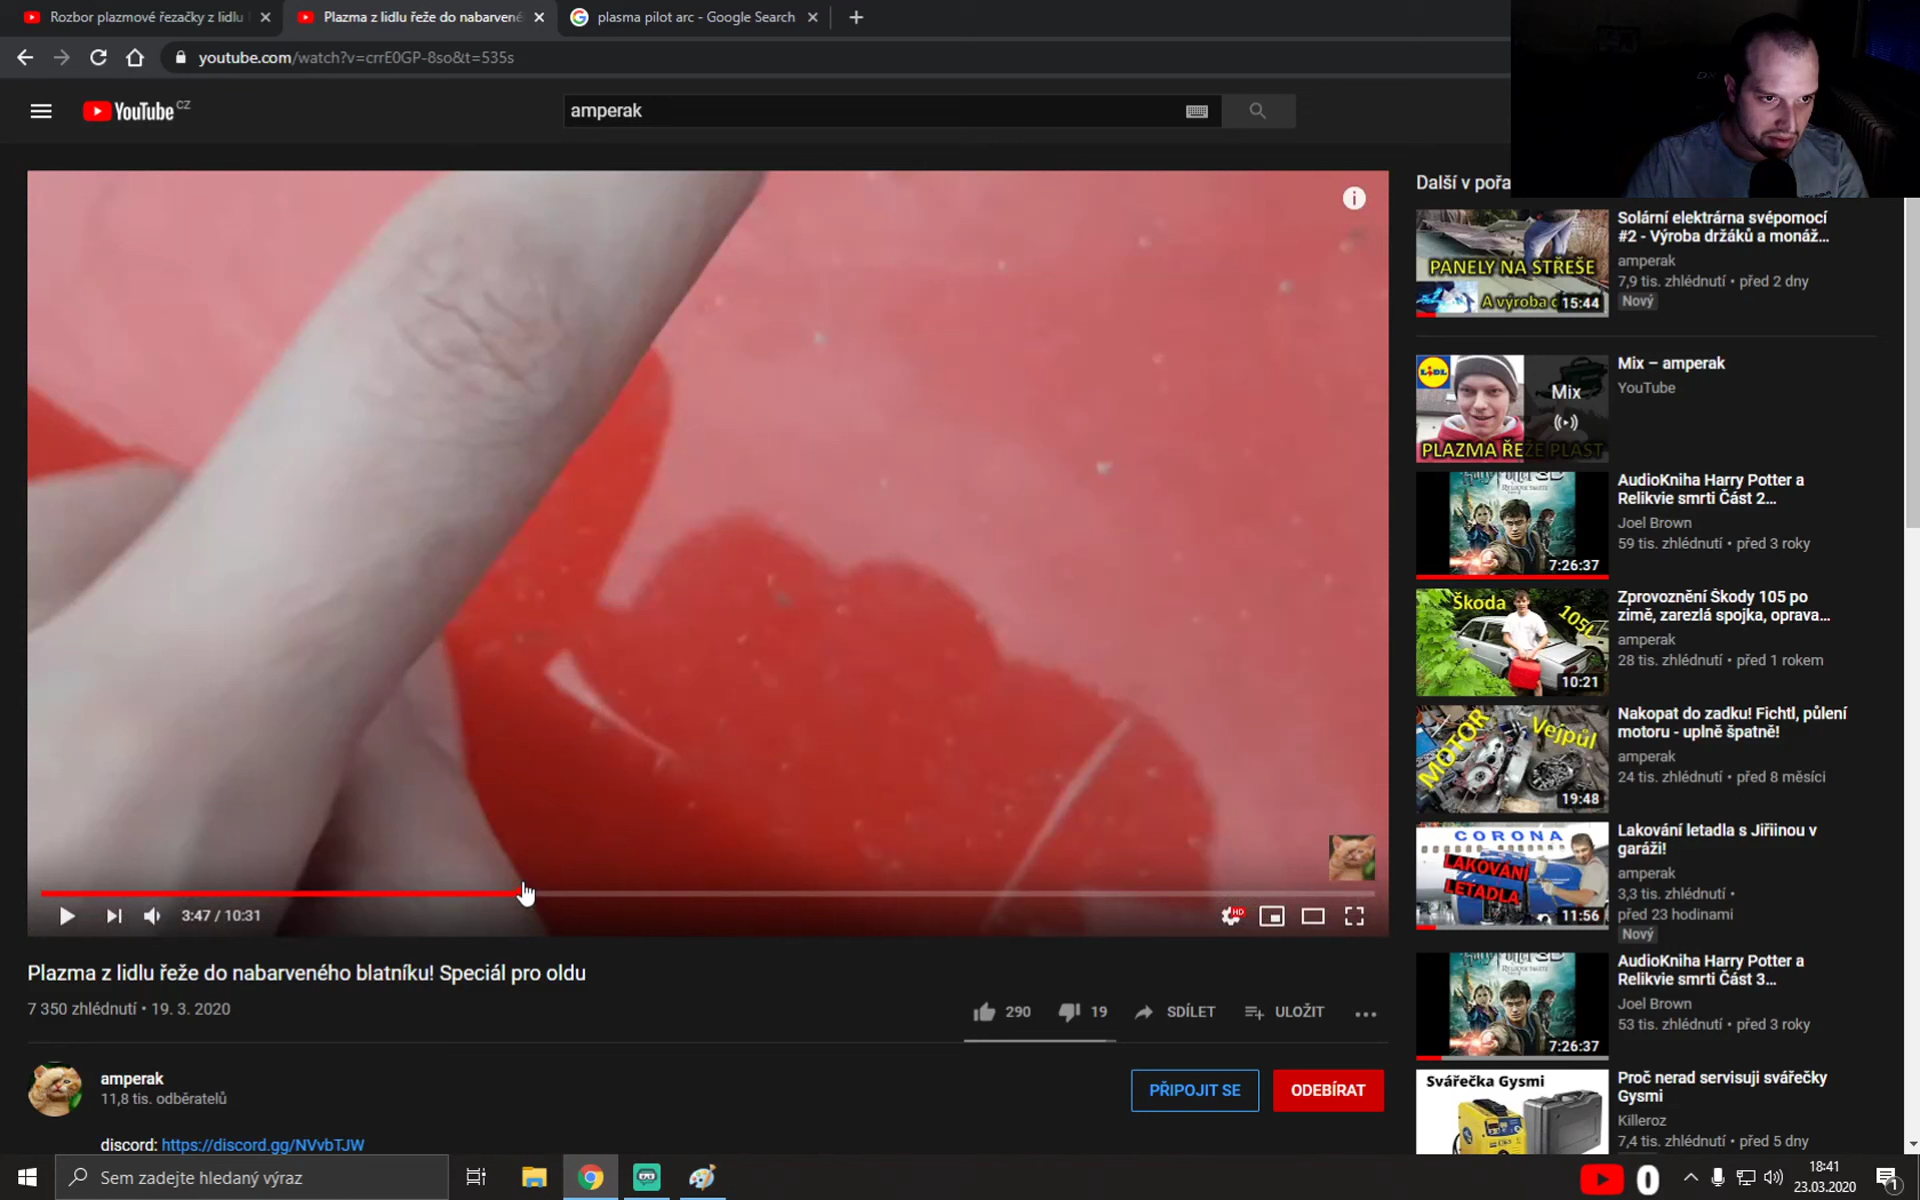 Rozbor plazmové řezačky z lidlu
Plazma z lidlu řeže do nabarvené
plasma pilot arc - Google Search
youtube.com/watch?v=crrE0GP-8so&t=535s
YouTube CZ
amperak
3:47 / 10:31
HD
Plazma z lidlu řeže do nabarveného blatníku! Speciál pro oldu
7 350 zhlédnutí • 19. 3. 2020
290
19
SDÍLET
ULOŽIT
amperak
11,8 tis. odběratelů
PŘIPOJIT SE
ODEBÍRAT
discord: https://discord.gg/NVvbTJW
Další v pořa
PANELY NA STŘEŠE
15:44
Solární elektrárna svépomocí
#2 - Výroba držáků a monáž...
amperak
7,9 tis. zhlédnutí • před 2 dny
Nový
LIDL
Mix
PLAZMA ŘEŽE PLAST
Mix – amperak
YouTube
7:26:37
AudioKniha Harry Potter a
Relikvie smrti Část 2...
Joel Brown
59 tis. zhlédnutí • před 3 roky
Škoda
105L
10:21
Zprovoznění Škody 105 po
zimě, zarezlá spojka, oprava...
amperak
28 tis. zhlédnutí • před 1 rokem
MOTOR
Vejpůl
19:48
Nakopat do zadku! Fichtl, půlení
motoru - uplně špatně!
amperak
24 tis. zhlédnutí • před 8 měsíci
CORONA
LAKOVÁNÍ
LETADLA
11:56
Lakování letadla s Jiřiinou v
garáži!
amperak
3,3 tis. zhlédnutí •
před 23 hodinami
Nový
7:26:37
AudioKniha Harry Potter a
Relikvie smrti Část 3...
Joel Brown
53 tis. zhlédnutí • před 3 roky
Svářečka Gysmi
Proč nerad servisuji svářečky
Gysmi
Killeroz
7,4 tis. zhlédnutí • před 5 dny
Sem zadejte hledaný výraz
0
18:41
23.03.2020
1